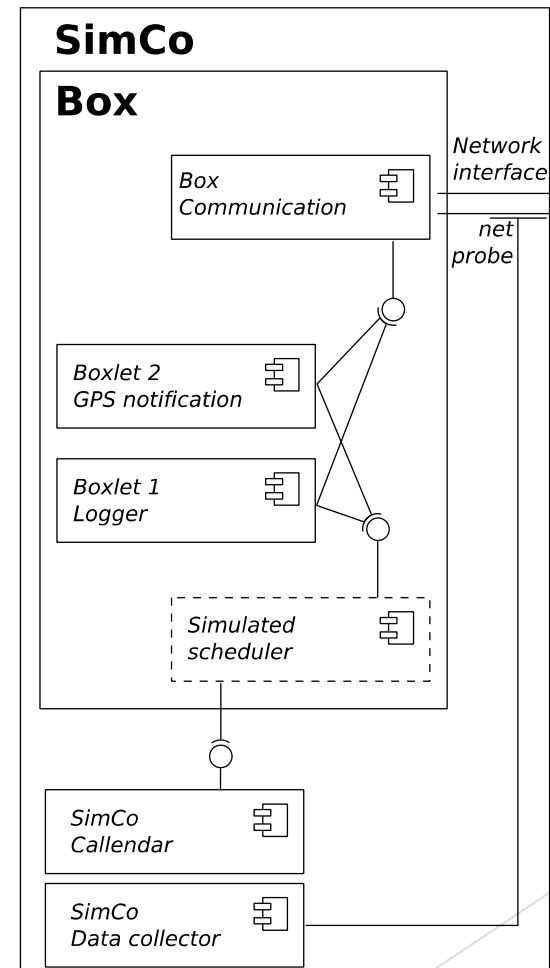 SimCo
Box
Network
interface
Box
Communication
net
probe
Boxlet 2
GPS notification
Boxlet 1
Logger
Simulated
scheduler
SimCo
Callendar
SimCo
Data collector